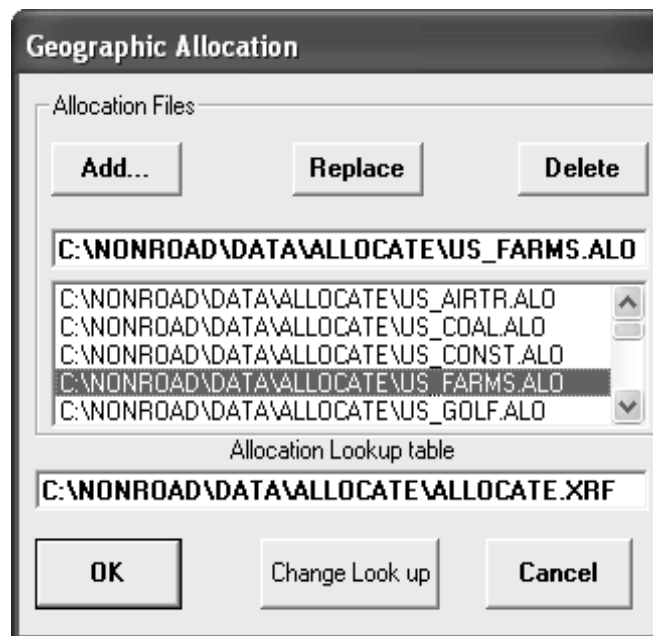 Geographic Allocation
Allocation Files
Add... Replace Delete
C:\NONROAD\DATA\ALLOCATE\US_FARMS.ALO
C:\NONROAD\DATA\ALLOCATE\US_AIRTR.ALO
C:\NONROAD\DATA\ALLOCATE\US_COAL.ALO
C:\NONROAD\DATA\ALLOCATE\US_CONST.ALO
C:\NONROAD\DATA\ALLOCATE\US_FARMS.ALO
C:\NONROAD\DATA\ALLOCATE\US_GOLF.ALO
Allocation Lookup table
C:\NONROAD\DATA\ALLOCATE\ALLOCATE.XRF
OK Change Look up Cancel